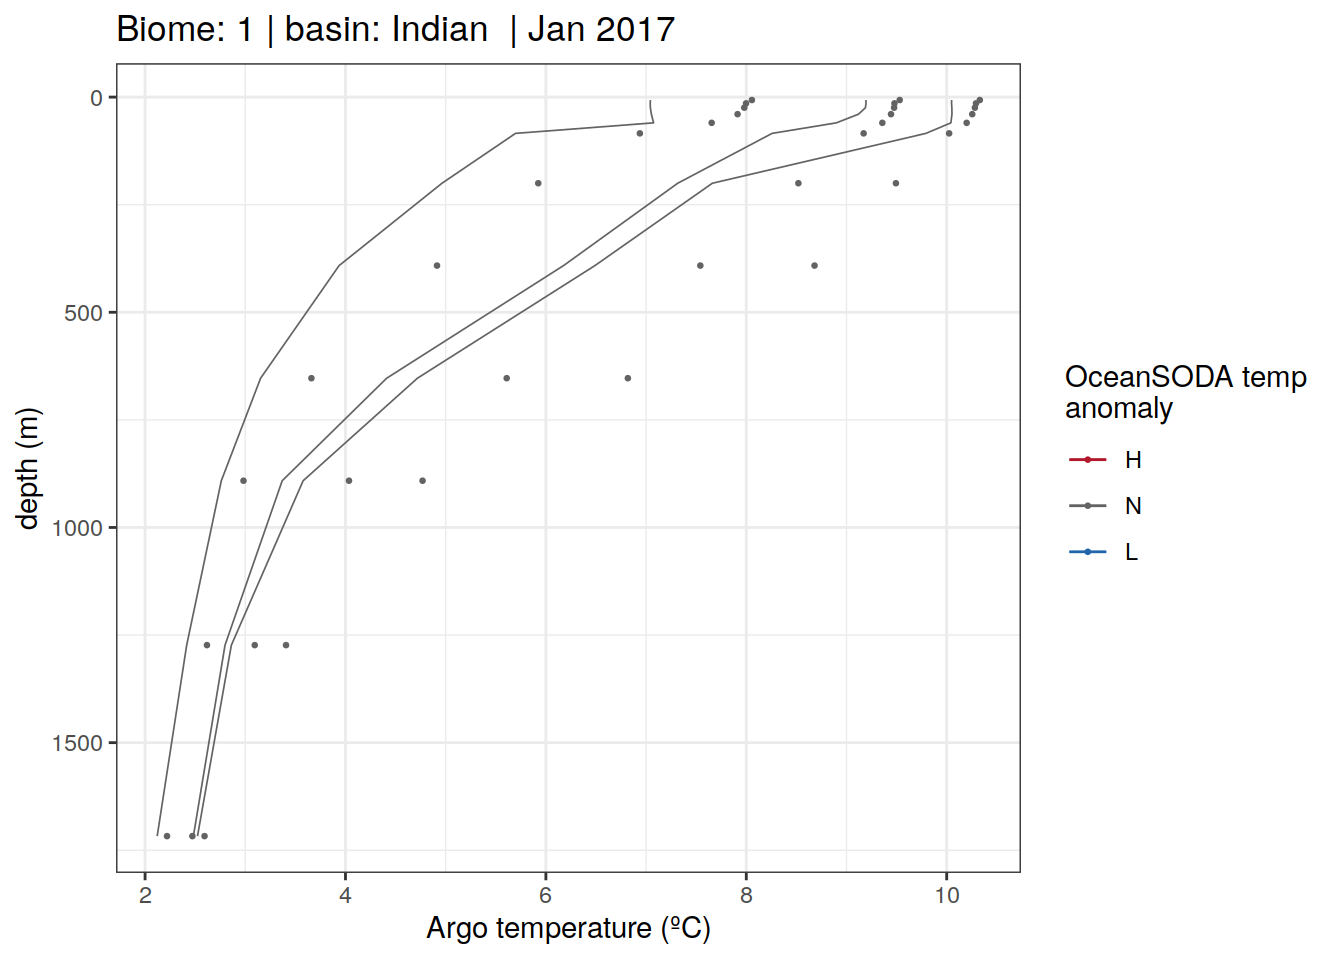 Biome: 1 | basin: Indian  | Jan 2017
0
500
1000
1500
depth (m)
2
4
6
8
10
Argo temperature (ºC)
OceanSODA temp
anomaly
H
N
L